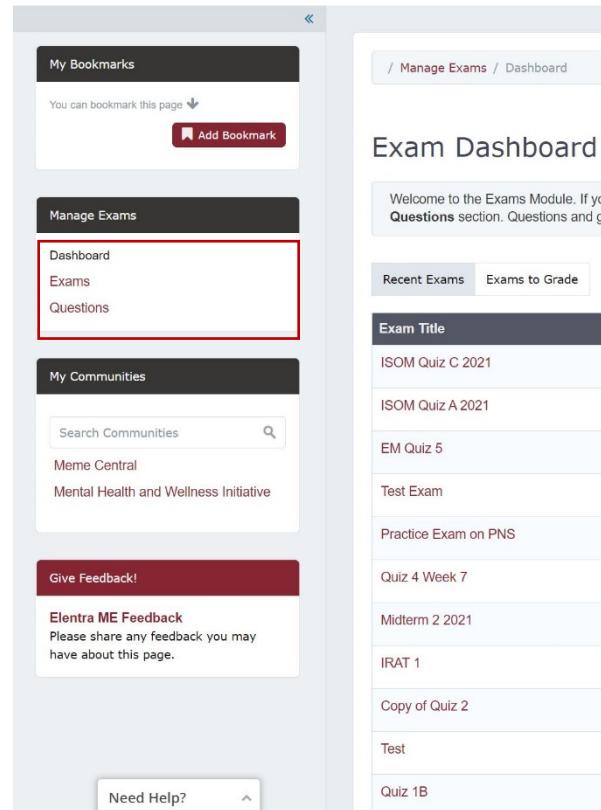 «
My Bookmarks
You can bookmark this page
Add Bookmark
Manage Exams
Dashboard
Exams
Questions
My Communities
Search Communities
Meme Central
Mental Health and Wellness Initiative
Give Feedback!
Elentra ME Feedback
Please share any feedback you may
have about this page.
Need Help?
/ Manage Exams / Dashboard
Exam Dashboard
Welcome to the Exams Module. If
Questions section. Questions and
Recent Exams Exams to Grade
Exam Title
ISOM Quiz C 2021
ISOM Quiz A 2021
EM Quiz 5
Test Exam
Practice Exam on PNS
Quiz 4 Week 7
Midterm 2 2021
IRAT 1
Copy of Quiz 2
Test
Quiz 1B